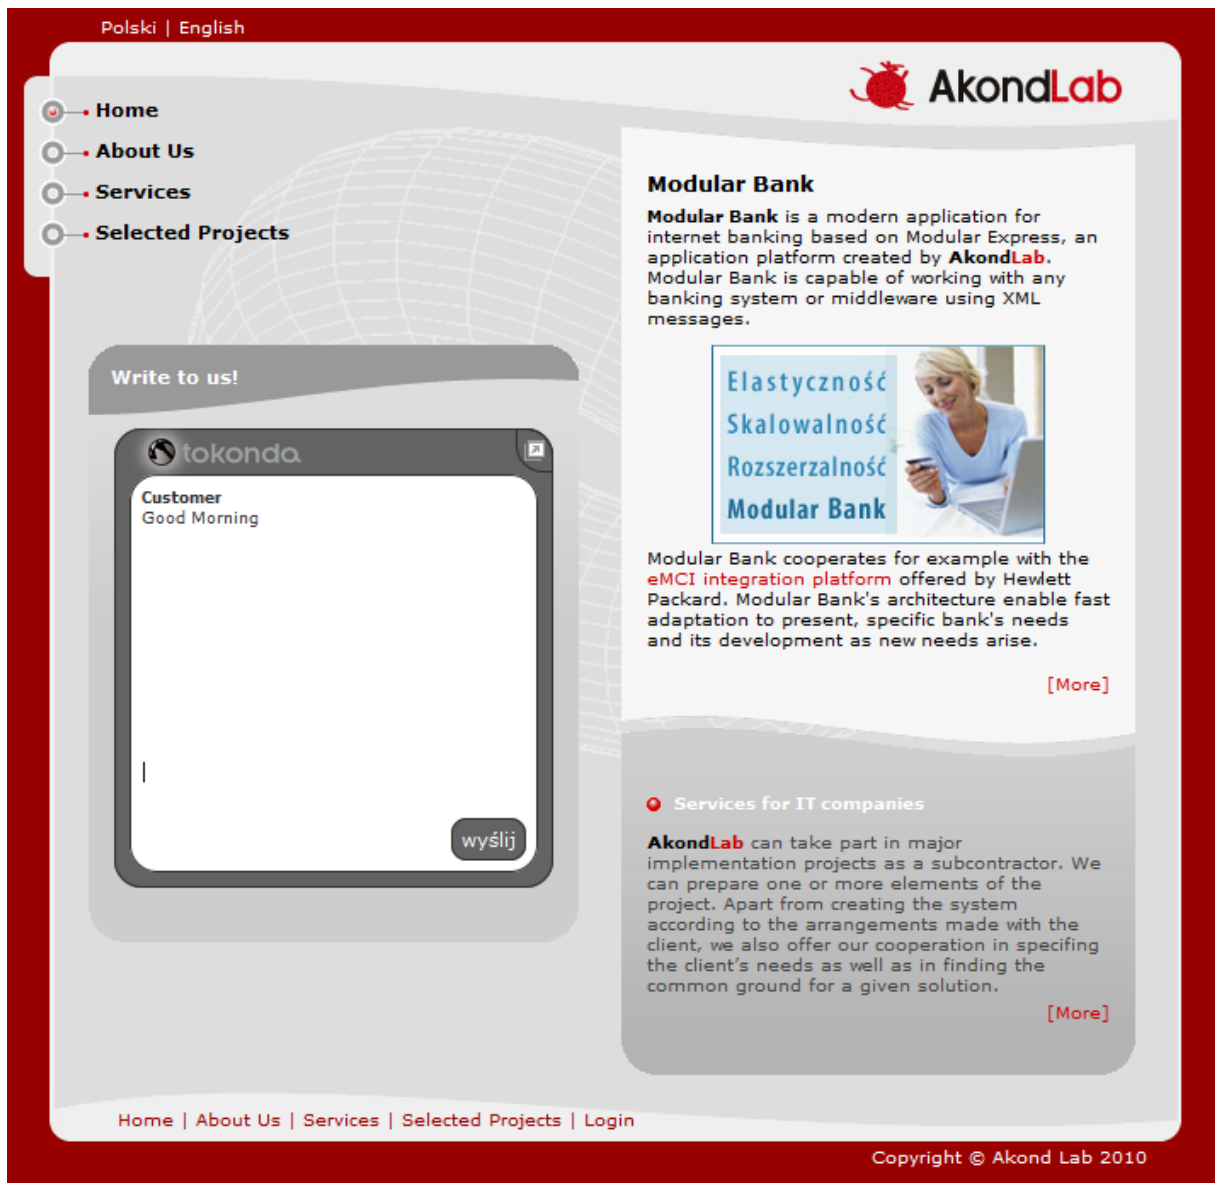 Polski | English
AkondLab
Home
About Us
Services
Selected Projects
Write to us!
tokonda
Customer
Good Morning
wyślij
Modular Bank
Modular Bank is a modern application for
internet banking based on Modular Express, an
application platform created by AkondLab.
Modular Bank is capable of working with any
banking system or middleware using XML
messages.
Elastyczność
Skalowalność
Rozszerzalność
Modular Bank
Modular Bank cooperates for example with the
eMCI integration platform offered by Hewlett
Packard. Modular Bank's architecture enable fast
adaptation to present, specific bank's needs
and its development as new needs arise.
[More]
Services for IT companies
AkondLab can take part in major
implementation projects as a subcontractor. We
can prepare one or more elements of the
project. Apart from creating the system
according to the arrangements made with the
client, we also offer our cooperation in specifing
the client's needs as well as in finding the
common ground for a given solution.
[More]
Home | About Us | Services | Selected Projects | Login
Copyright © Akond Lab 2010